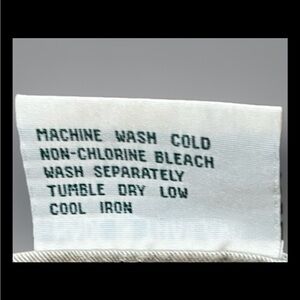 MACHINE WASH COLD
NON-CHLORINE BLEACH
WASH SEPARATELY
TUMBLE DRY LOW
COOL IRON